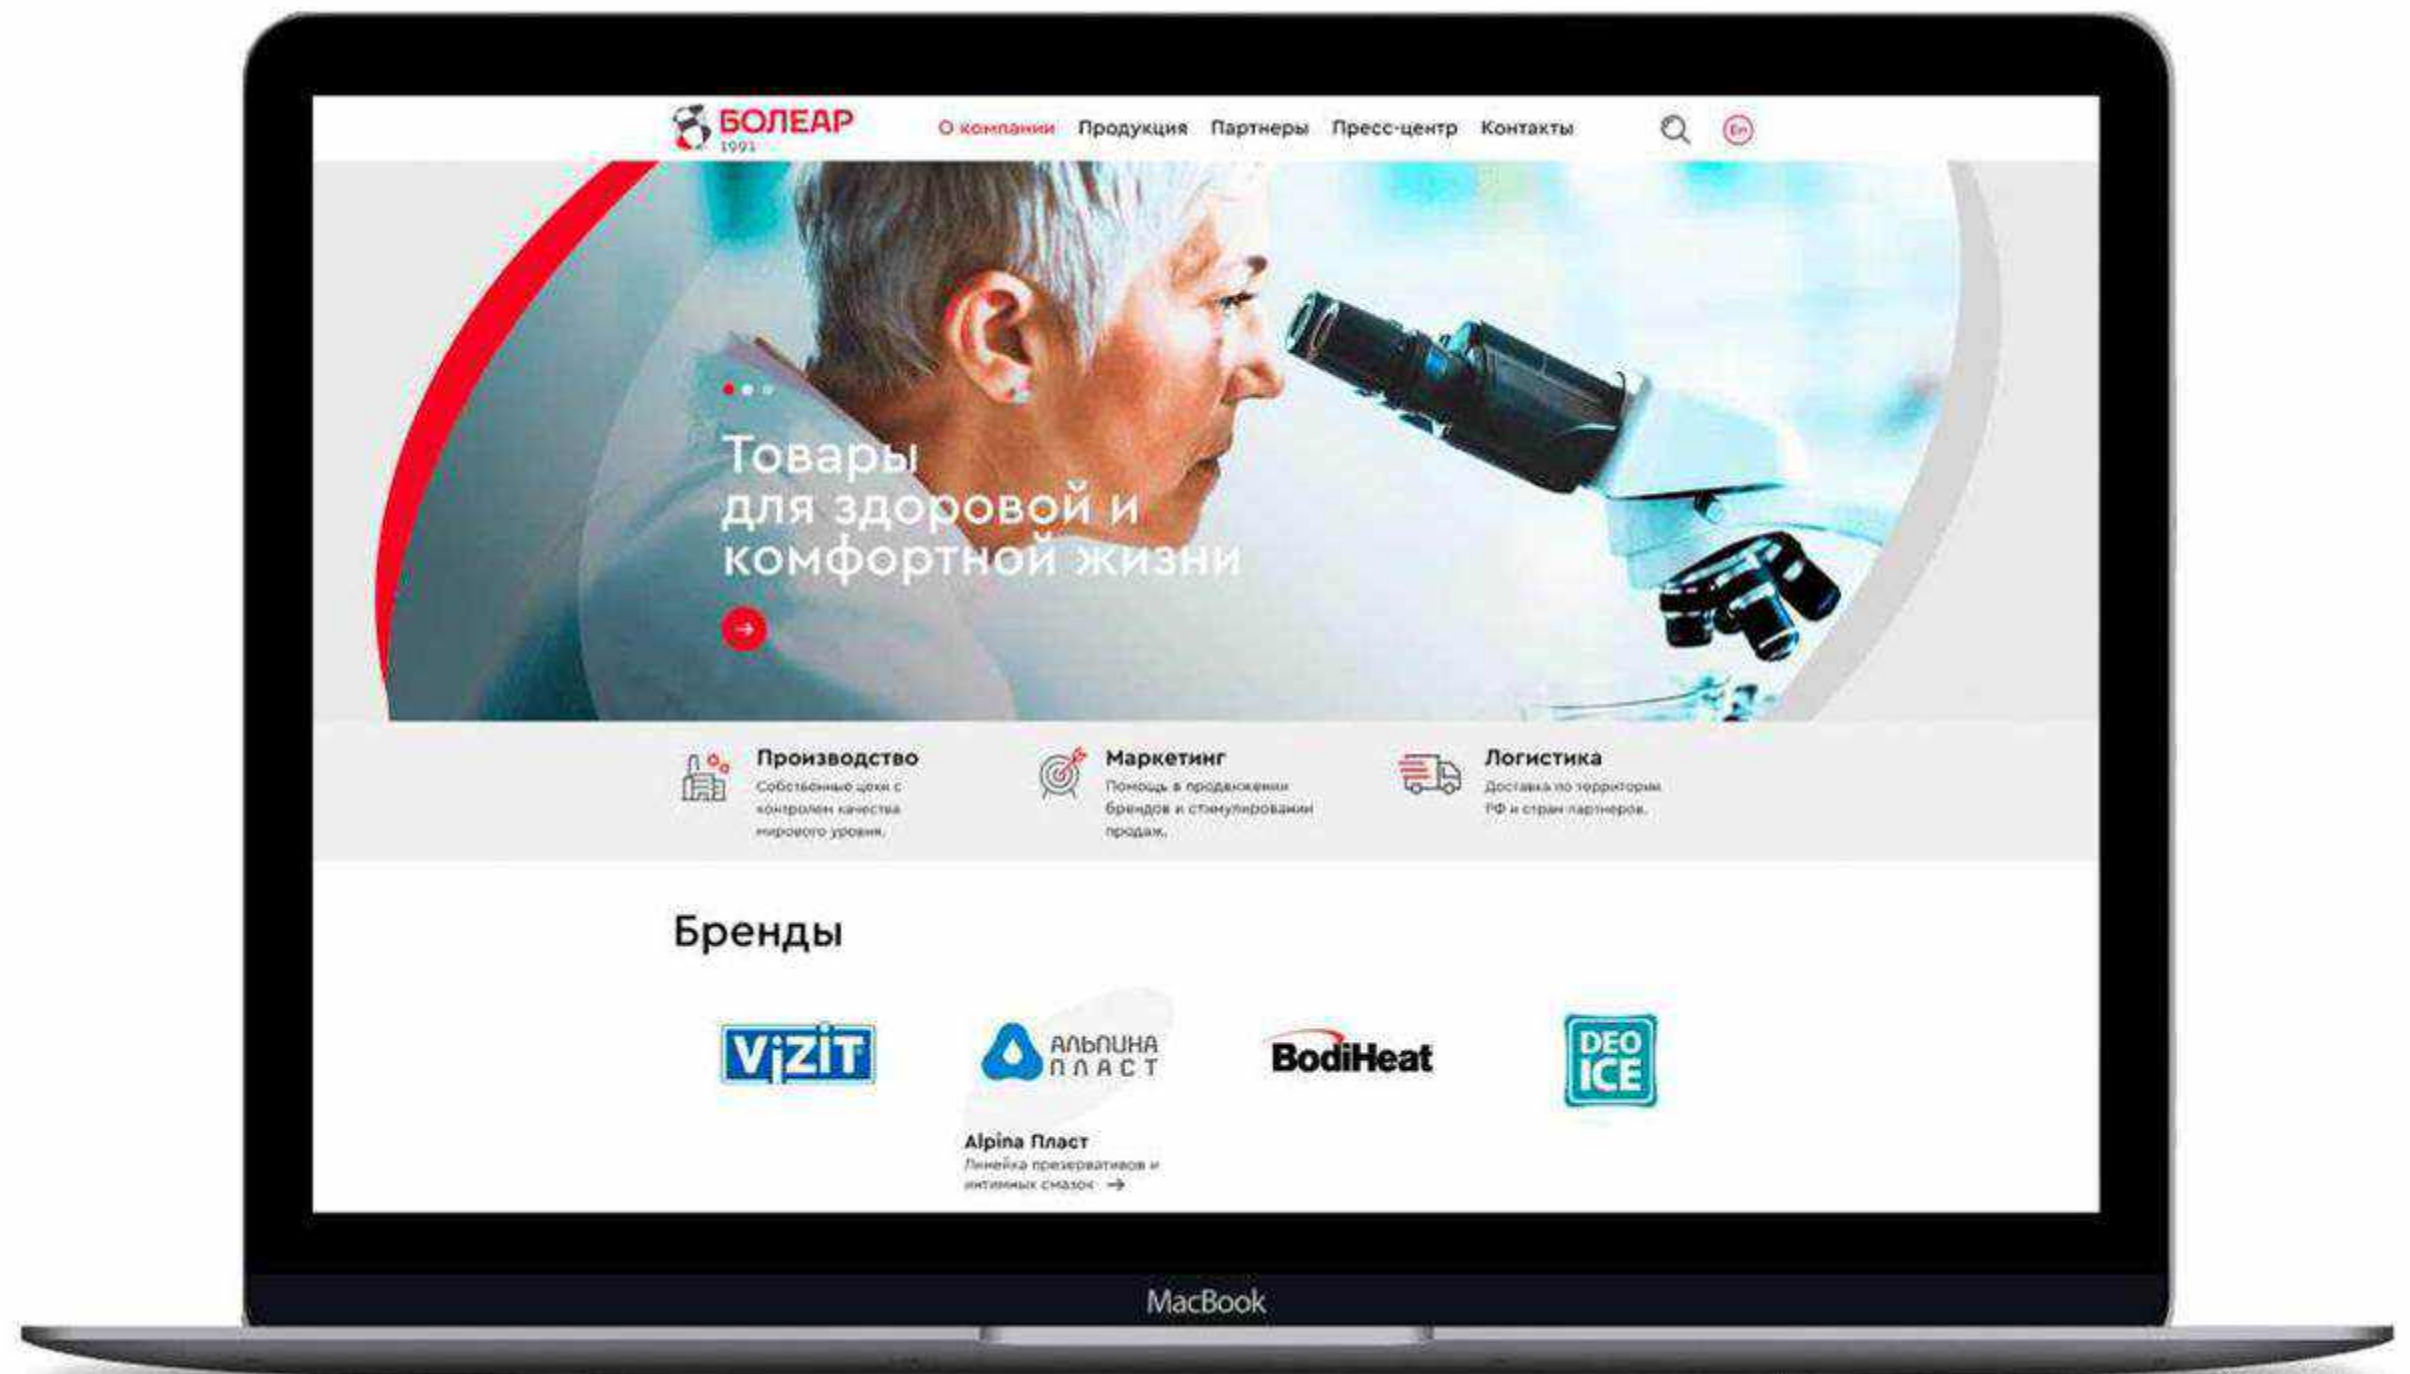 БОЛЕАР
1991
О компании Продукция Партнеры Пресс-центр Контакты
En
Товары
для здоровой и
комфортной жизни
Производство
Собственные цехи с
контролем качества
мирового уровня.
Маркетинг
Помощь в продвижении
брендов и стимулировании
продаж.
Логистика
Доставка по территории
РФ и стран партнеров.
Бренды
ViZiT
АЛЬПИНА
ПЛАСТ
BodiHeat
DEO
ICE
Alpina Пласт
Линейка презервативов и
интимных смазок →
MacBook